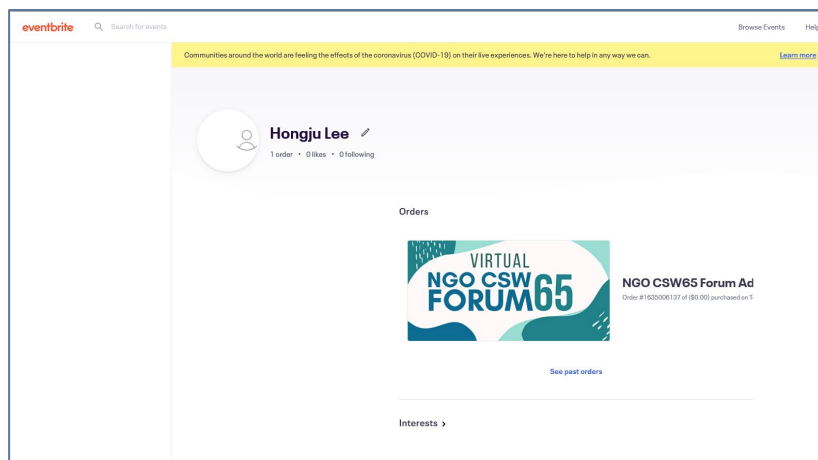 eventbrite
Search for events
Browse Events
Help
Communities around the world are feeling the effects of the coronavirus (COVID-19) on their live experiences. We're here to help in any way we can.
Learn more
Hongju Lee
1 order • 0 likes • 0 following
Orders
VIRTUAL
NGO CSW
FORUM65
NGO CSW65 Forum Ad
Order #1635006137 of ($0.00) purchased on
See past orders
Interests >